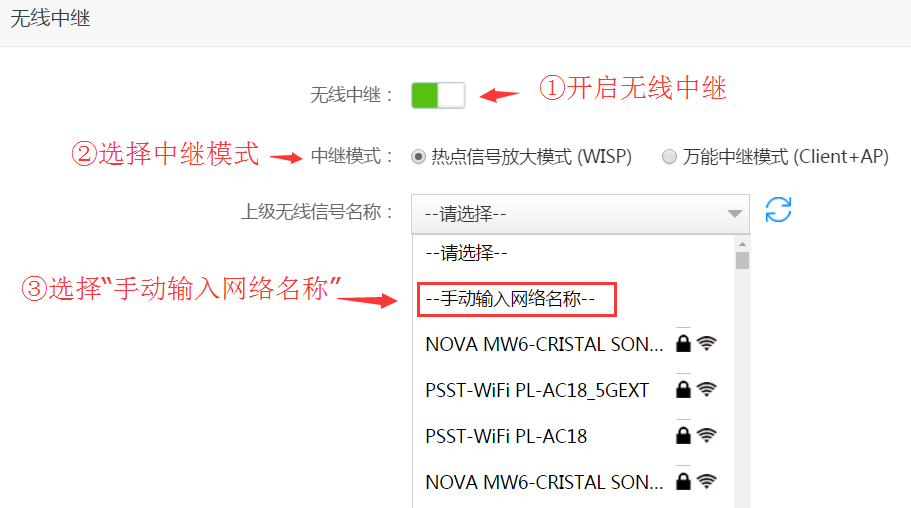 无线中继
无线中继：
①开启无线中继
②选择中继模式
中继模式：
热点信号放大模式 (WISP)
万能中继模式 (Client+AP)
上级无线信号名称：
--请选择--
--请选择--
③选择“手动输入网络名称”
--手动输入网络名称--
NOVA MW6-CRISTAL SON...
PSST-WiFi PL-AC18_5GEXT
PSST-WiFi PL-AC18
NOVA MW6-CRISTAL SON...